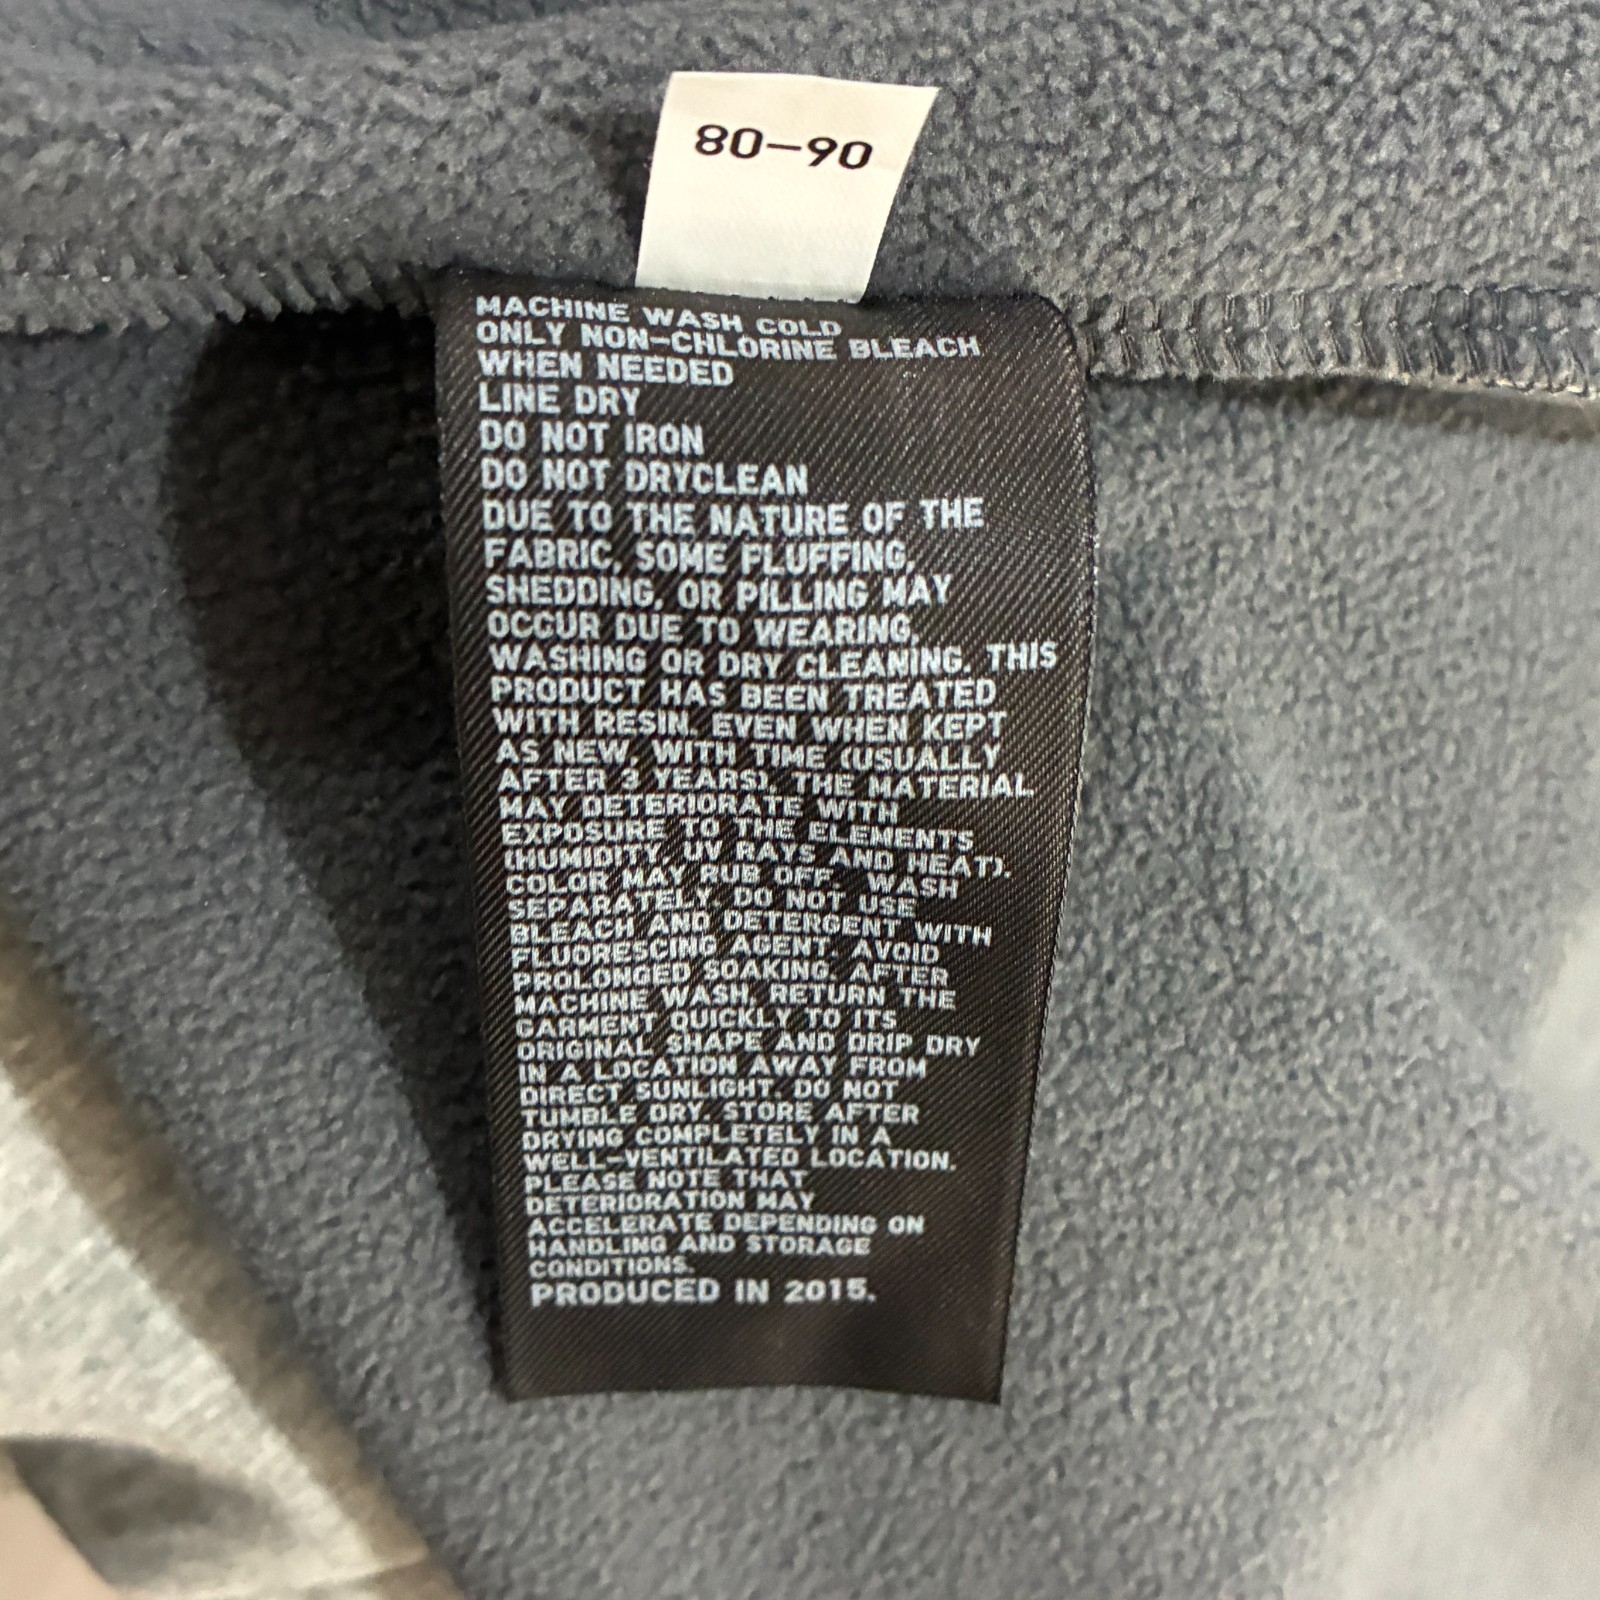 80-90
MACHINE WASH COLD
ONLY NON-CHLORINE BLEACH
WHEN NEEDED
LINE DRY
DO NOT IRON
DO NOT DRYCLEAN
DUE TO THE NATURE OF THE
FABRIC, SOME FLUFFING,
SHEDDING, OR PILLING MAY
OCCUR DUE TO WEARING,
WASHING OR DRY CLEANING. THIS
PRODUCT HAS BEEN TREATED
WITH RESIN. EVEN WHEN KEPT
AS NEW, WITH TIME (USUALLY
AFTER 3 YEARS), THE MATERIAL
MAY DETERIORATE WITH
EXPOSURE TO THE ELEMENTS
(HUMIDITY, UV RAYS AND HEAT).
COLOR MAY RUB OFF. WASH
SEPARATELY. DO NOT USE
BLEACH AND DETERGENT WITH
FLUORESCING AGENT. AVOID
PROLONGED SOAKING. AFTER
MACHINE WASH, RETURN THE
GARMENT QUICKLY TO ITS
ORIGINAL SHAPE AND DRIP DRY
IN A LOCATION AWAY FROM
DIRECT SUNLIGHT. DO NOT
TUMBLE DRY. STORE AFTER
DRYING COMPLETELY IN A
WELL-VENTILATED LOCATION.
PLEASE NOTE THAT
DETERIORATION MAY
ACCELERATE DEPENDING ON
HANDLING AND STORAGE
CONDITIONS.
PRODUCED IN 2015.